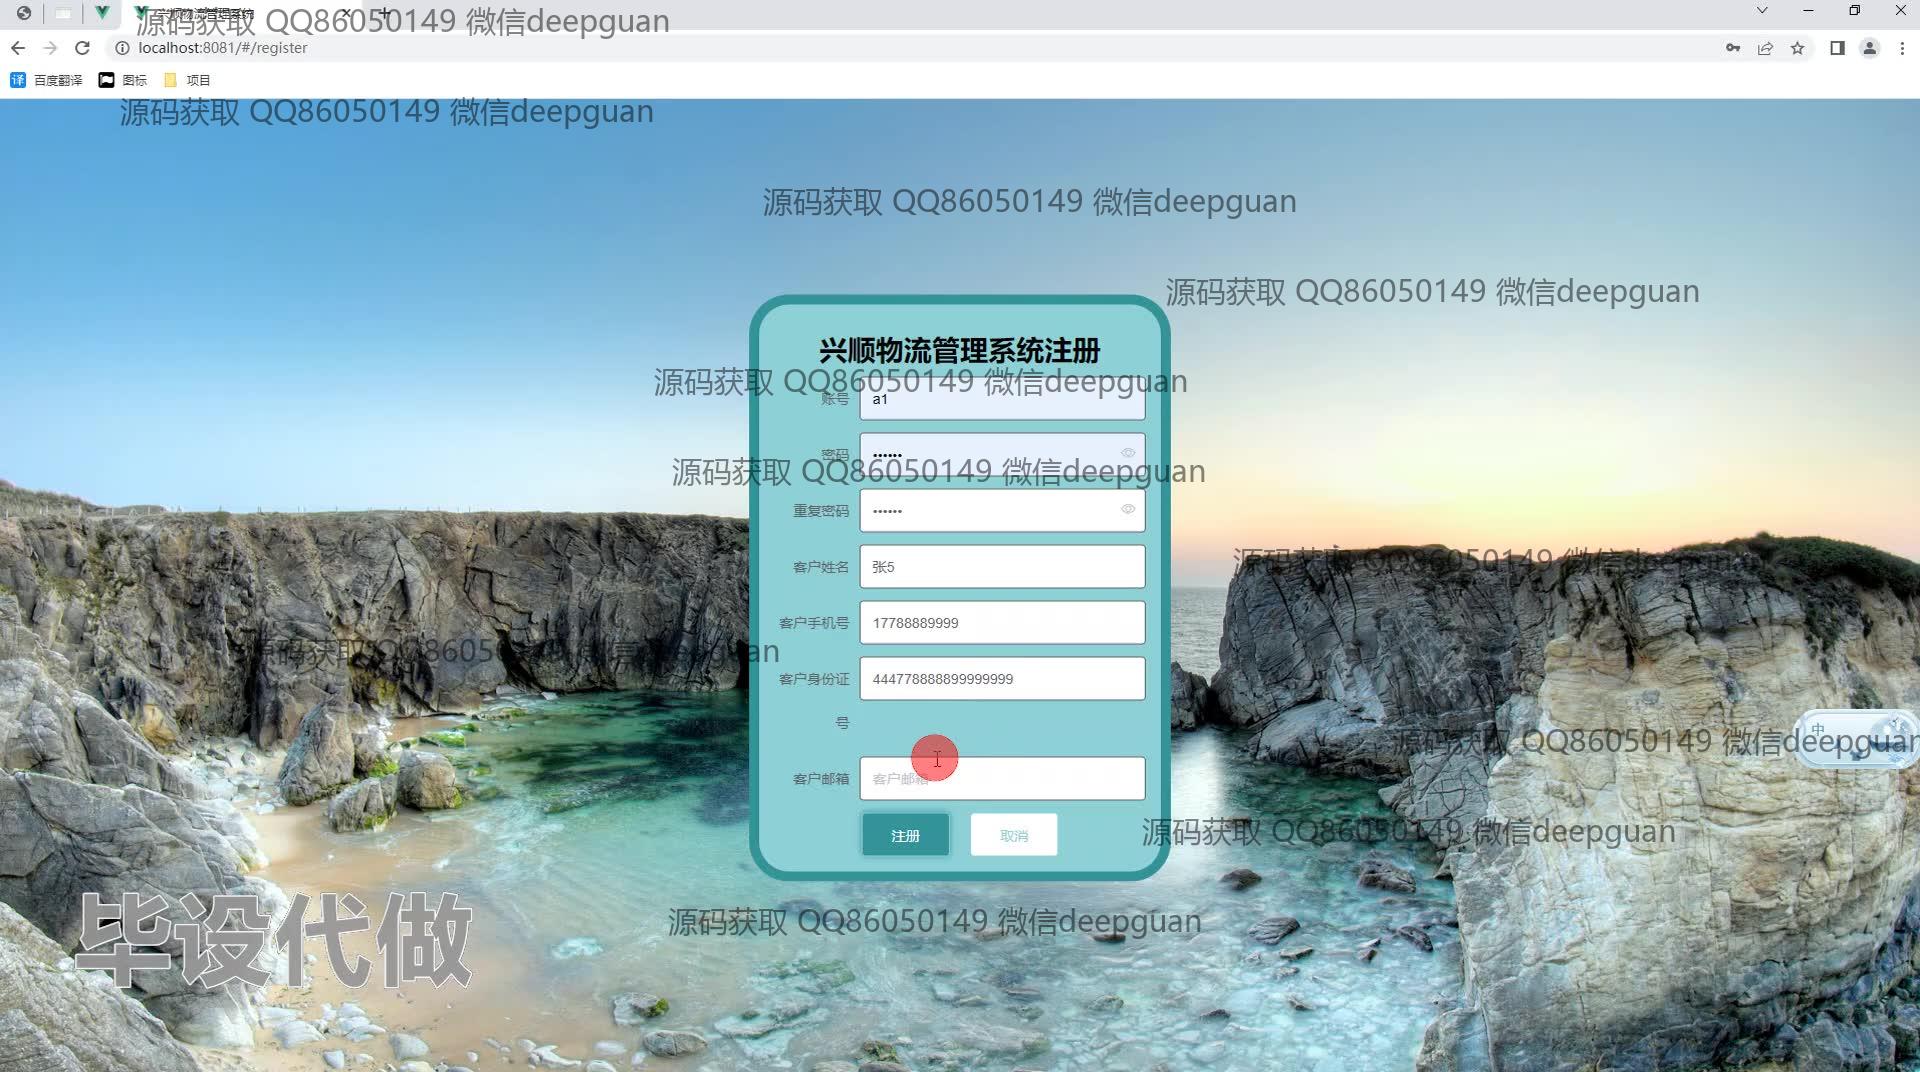 兴顺物流管理系统
源码获取 QQ86050149 微信deepguan
localhost:8081/#/register
百度翻译 图标 项目
源码获取 QQ86050149 微信deepguan
源码获取 QQ86050149 微信deepguan
源码获取 QQ86050149 微信deepguan
兴顺物流管理系统注册
源码获取 QQ86050149 微信deepguan
账号 a1
密码 ••••••
源码获取 QQ86050149 微信deepguan
重复密码 ••••••
源码获取 QQ86050149 微信deepguan
客户姓名 张5
客户手机号 17788889999
源码获取 QQ86050149 微信deepguan
客户身份证号 444778888899999999
中
源码获取 QQ86050149 微信deepguan
客户邮箱 客户邮箱
注册 取消
源码获取 QQ86050149 微信deepguan
源码获取 QQ86050149 微信deepguan
毕设代做